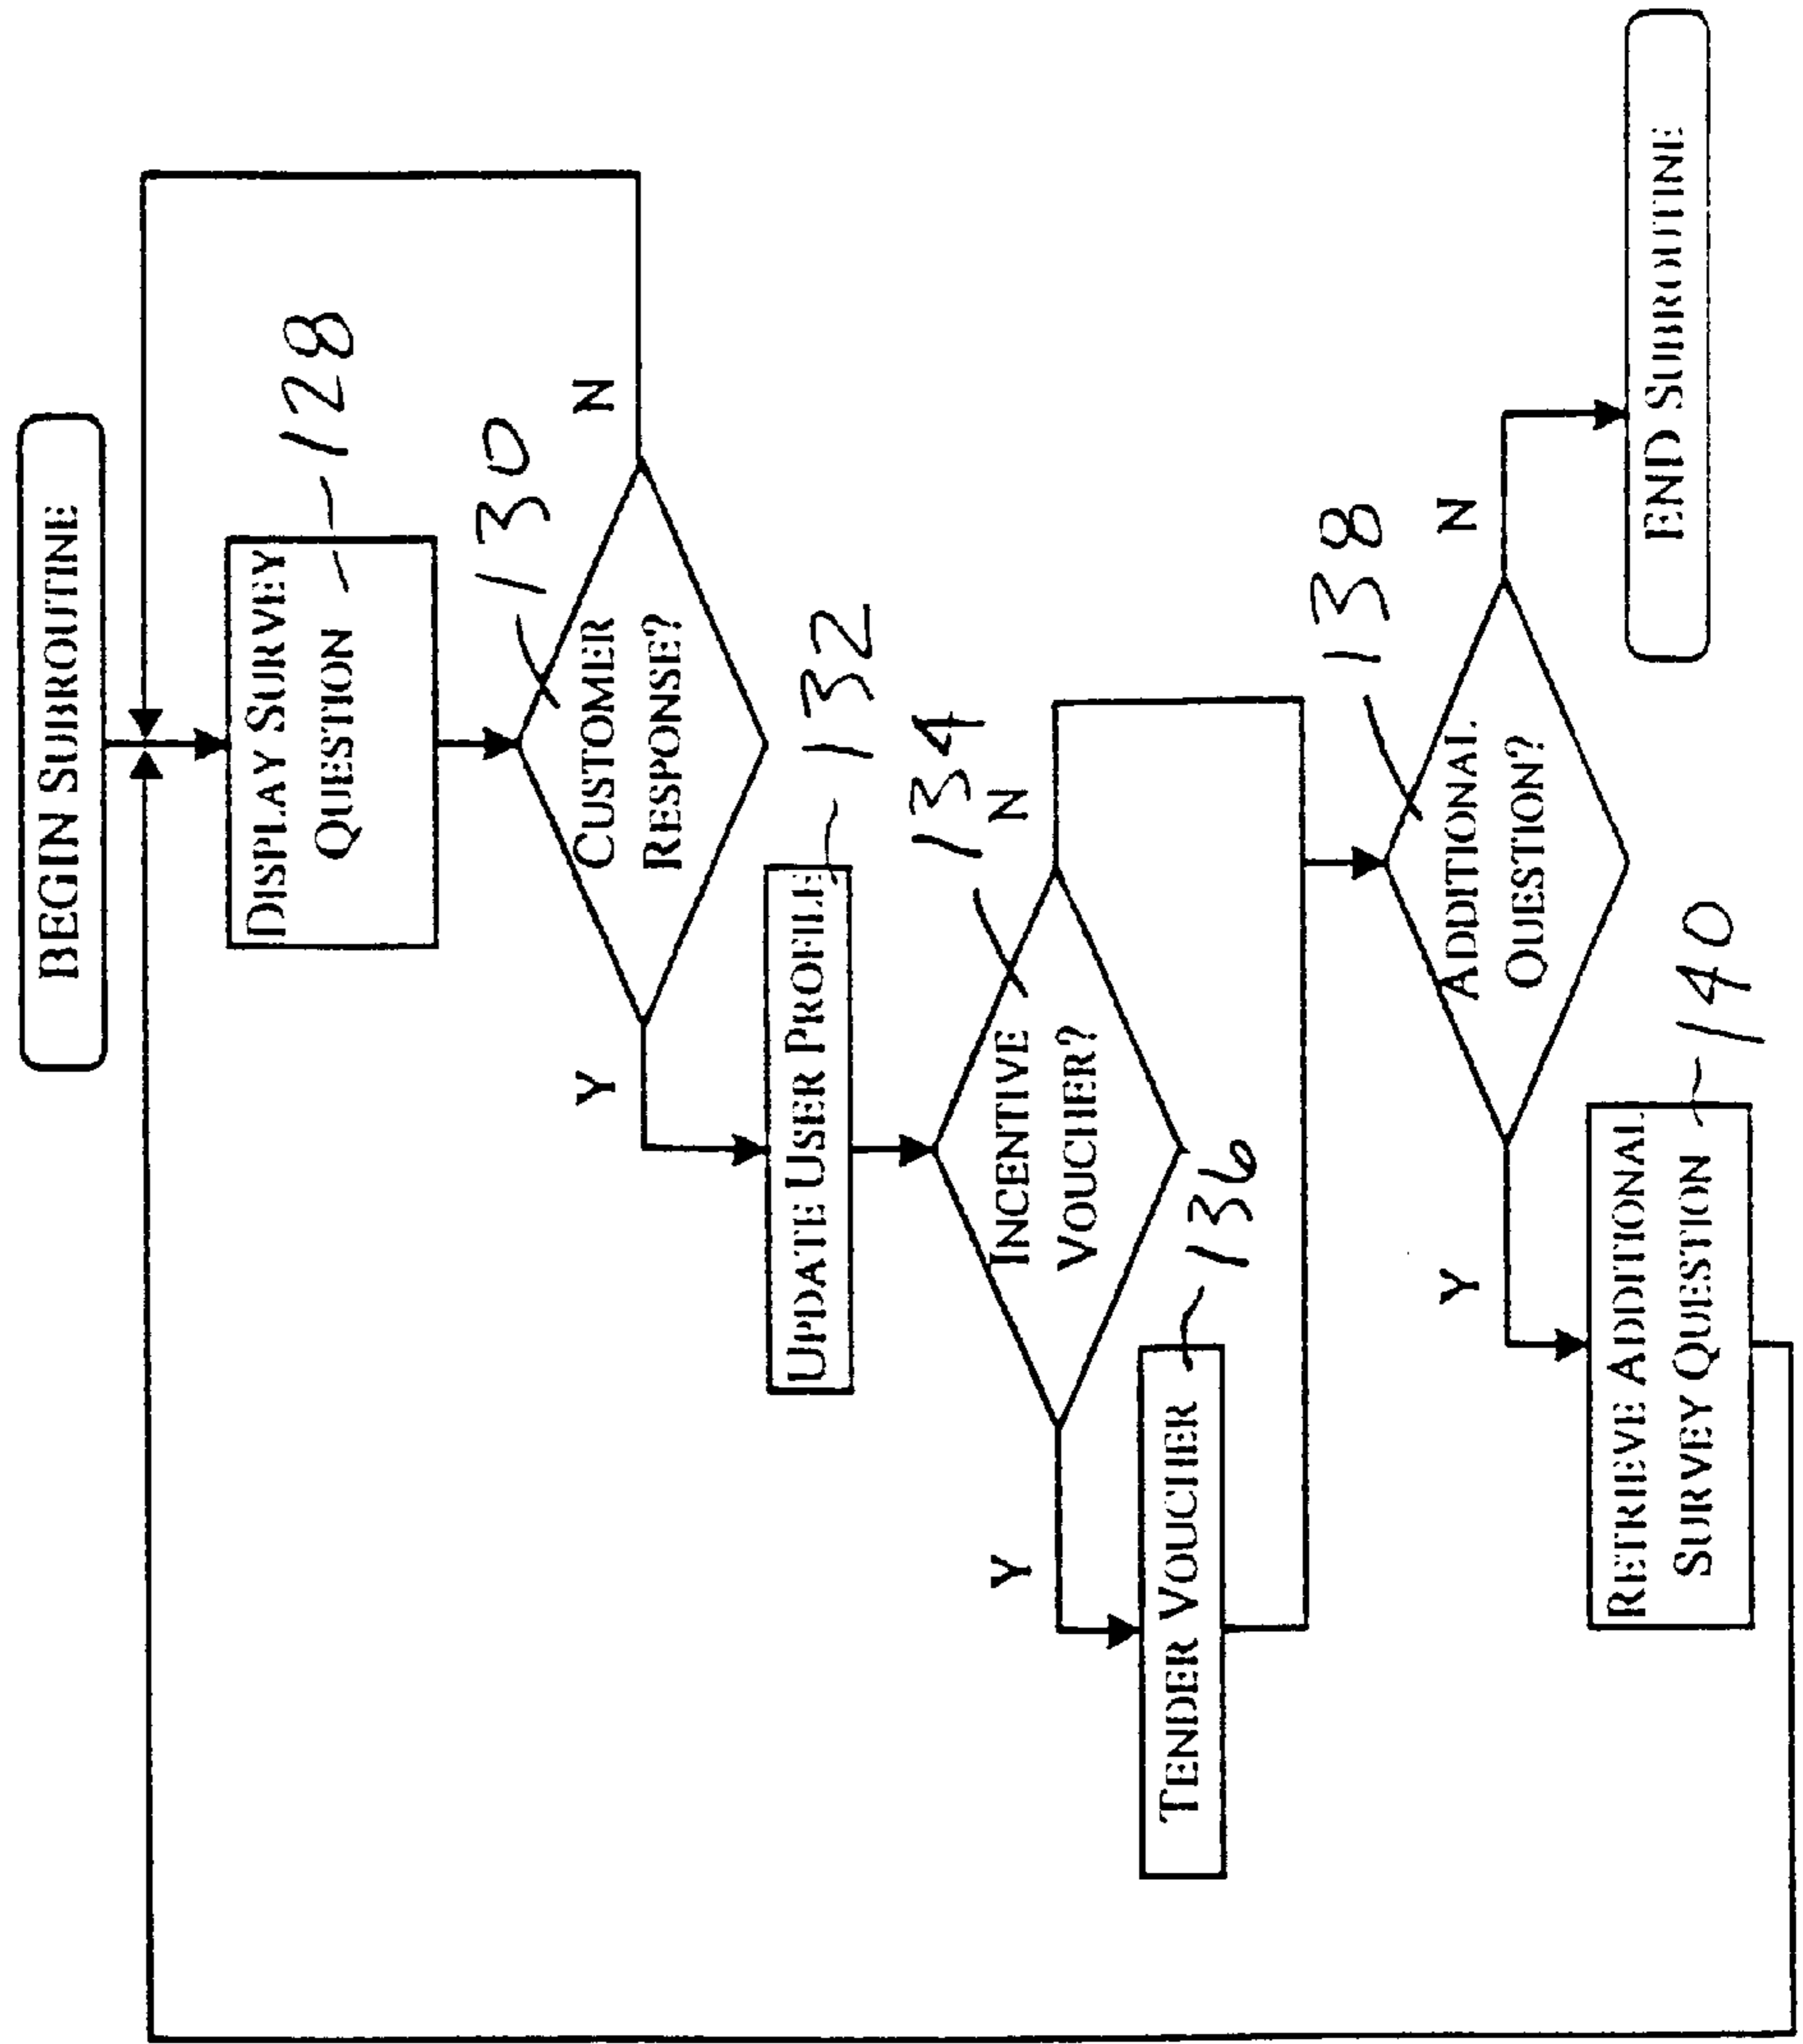 BEGIN SUBROUTINE
DISPLAY SURVEY
QUESTION
128
130
CUSTOMER
RESPONSE?
N
Y
UPDATE USER PROFILE
132
134
INCENTIVE
VOUCHER?
N
Y
TENDER VOUCHER
136
138
ADDITIONAL
QUESTION?
N
Y
RETRIEVE ADDITIONAL
SURVEY QUESTION
140
END SUBROUTINE